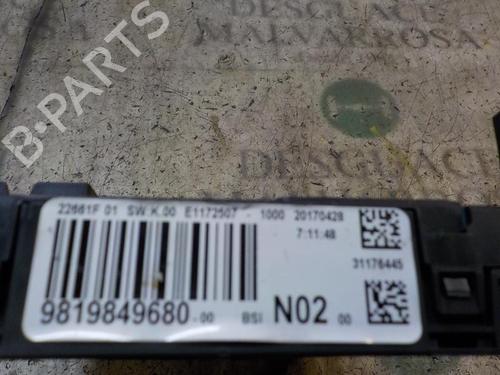 DESGUACE
MALVARROSA
B-PARTS
DESGUACE
22661F 01 SW:K.00 E1172507 - 1000 20170428
7:11:48
31176445
9819849680-00 BSI N02 00